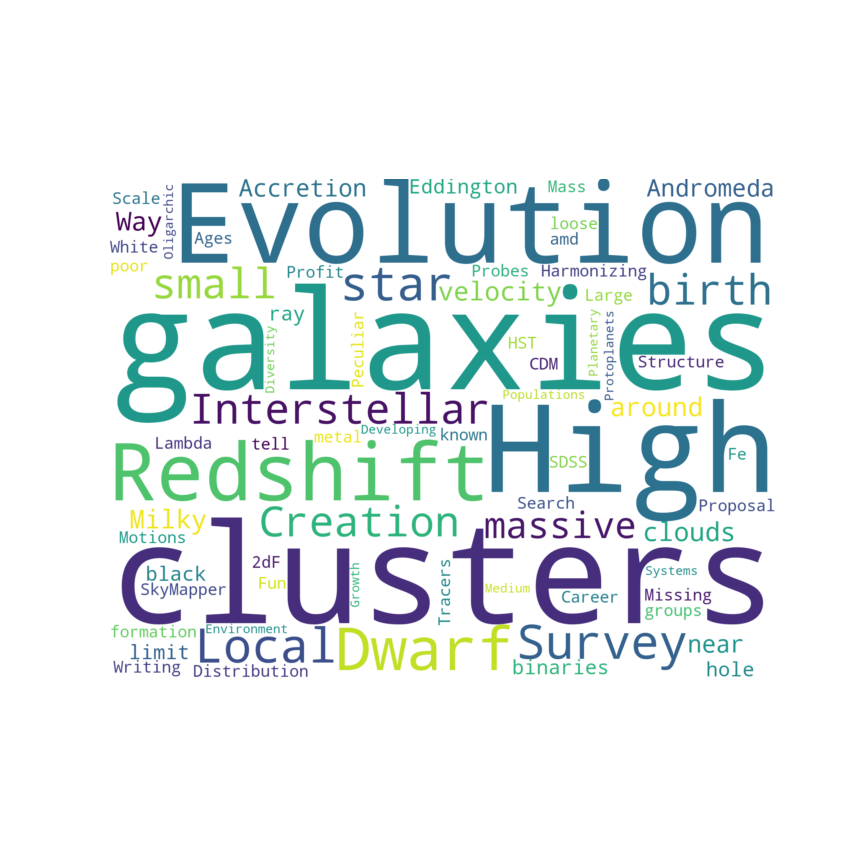 Scale
Oligarchic
Accretion
Eddington
Mass
Andromeda
Way
Evolution
White
Ages
loose
amd
poor
small
Profit
star
velocity
Probes
Harmonizing
birth
Large
ray
galaxies
Diversity
Peculiar
HST
CDM
Planetary
Protoplanets
Structure
Interstellar
Populations
around
High
Lambda
tell
metal
Developing
known
Redshift
SDSS
Fe
Search
Proposal
Milky
Creation
massive
clouds
Motions
clusters
black
2dF
SkyMapper
Fun
Growth
Tracers
Medium
Career
Systems
Missing
groups
formation
Environment
Local
Dwarf
Survey
near
limit
Writing
Distribution
binaries
hole